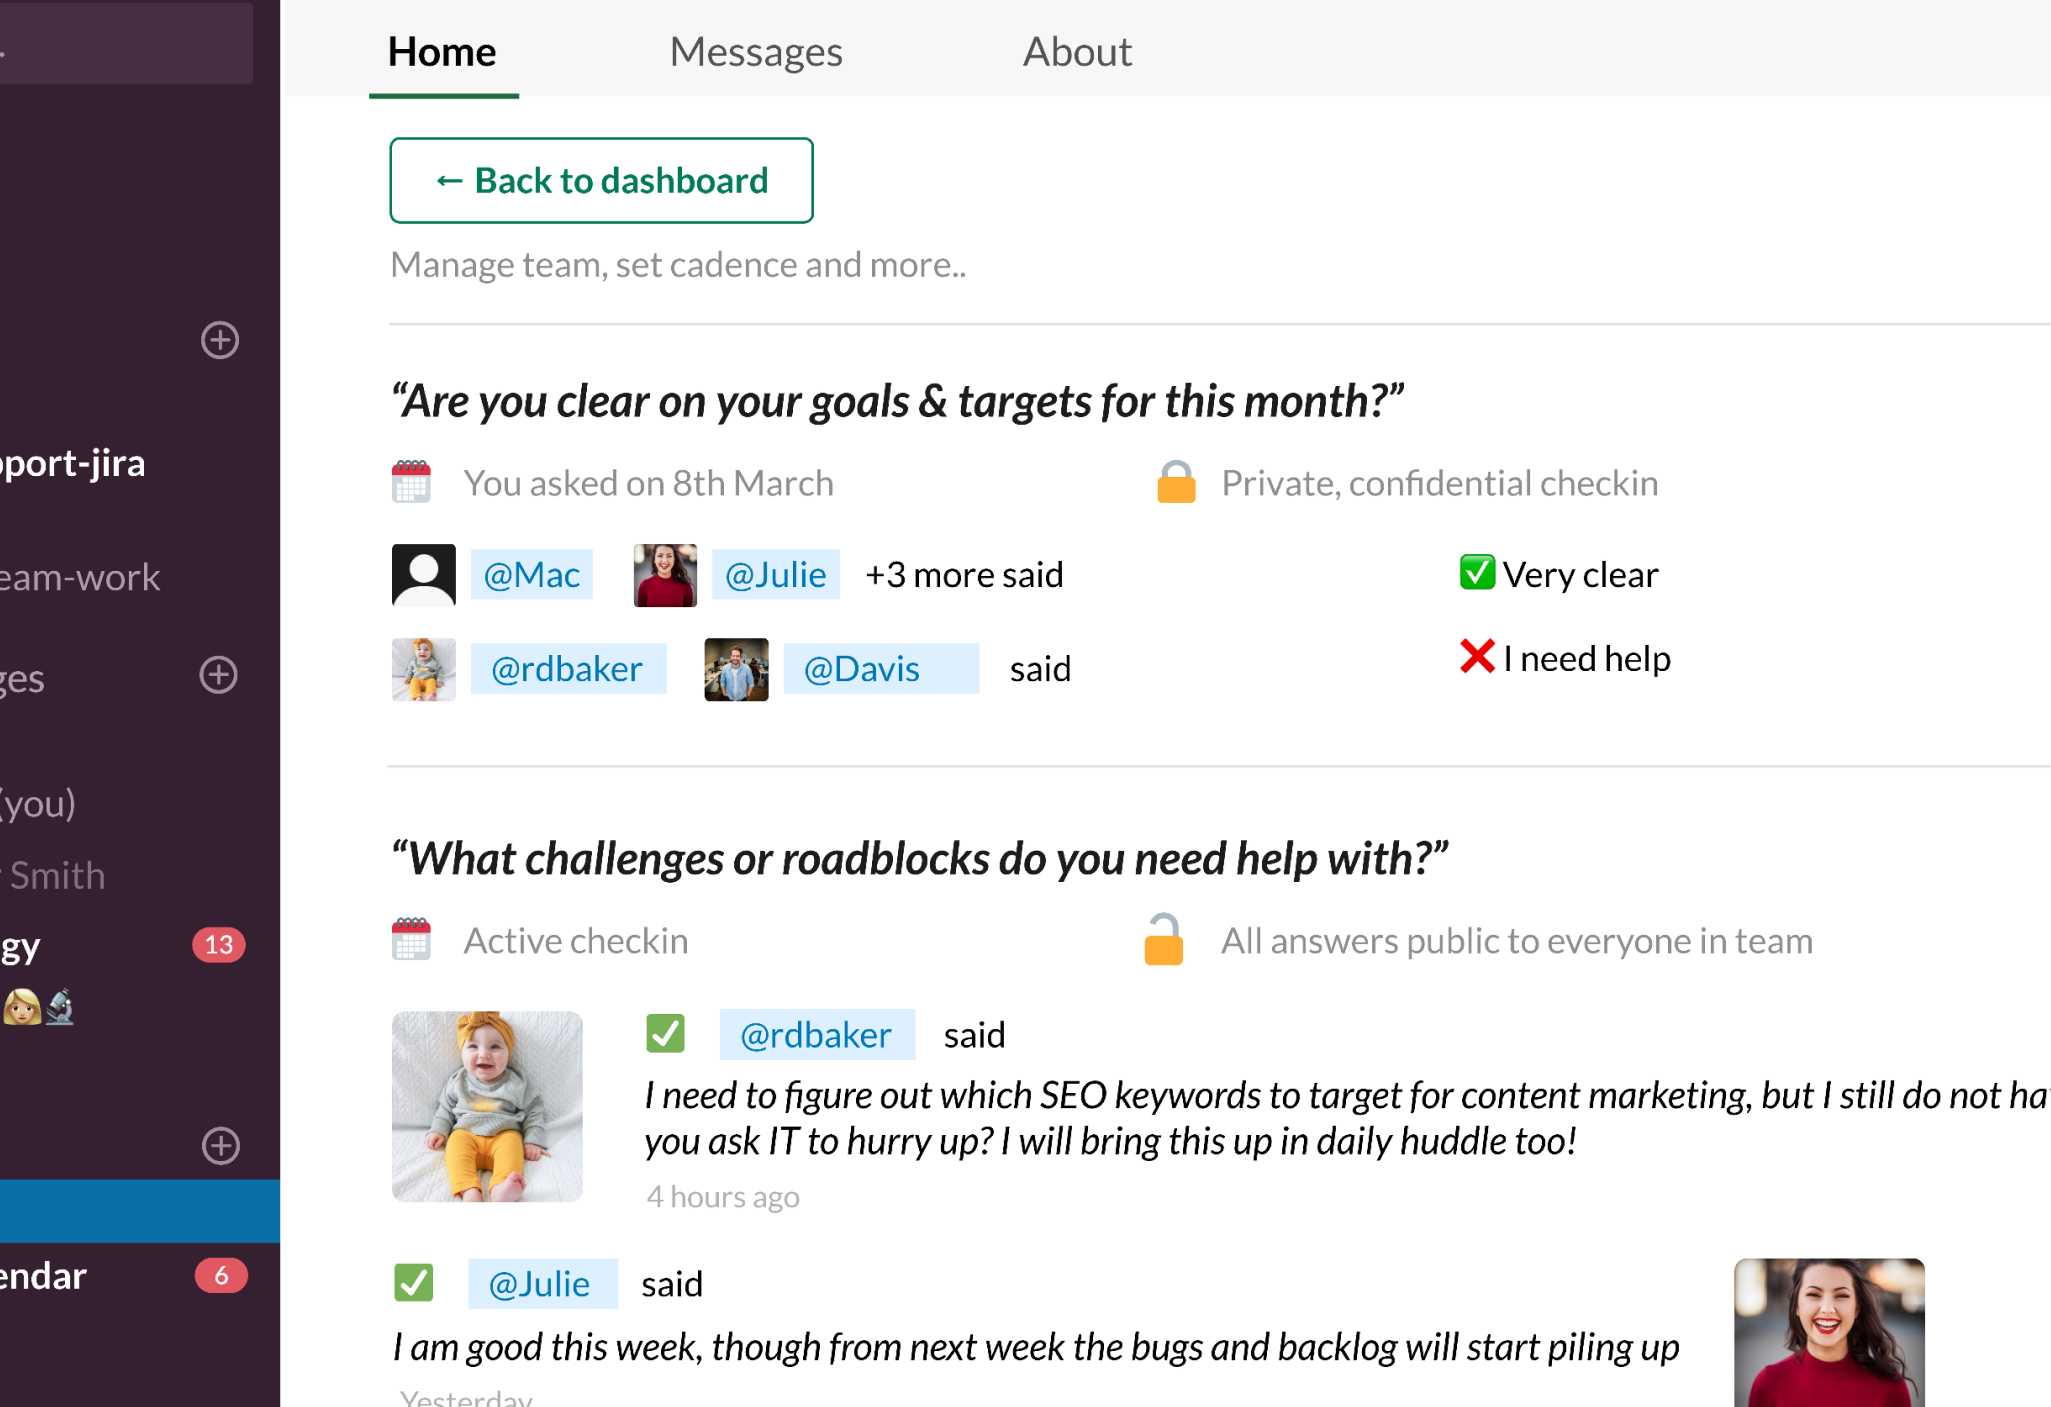 Home Messages About
← Back to dashboard
Manage team, set cadence and more..
“Are you clear on your goals & targets for this month?”
You asked on 8th March Private, confidential checkin
@Mac @Julie +3 more said Very clear
@rdbaker @Davis said I need help
“What challenges or roadblocks do you need help with?”
Active checkin All answers public to everyone in team
@rdbaker said
I need to figure out which SEO keywords to target for content marketing, but I still do not ha
you ask IT to hurry up? I will bring this up in daily huddle too!
4 hours ago
@Julie said
I am good this week, though from next week the bugs and backlog will start piling up
Yesterday
pport-jira
eam-work
ges
(you)
Smith
gy 13
endar 6